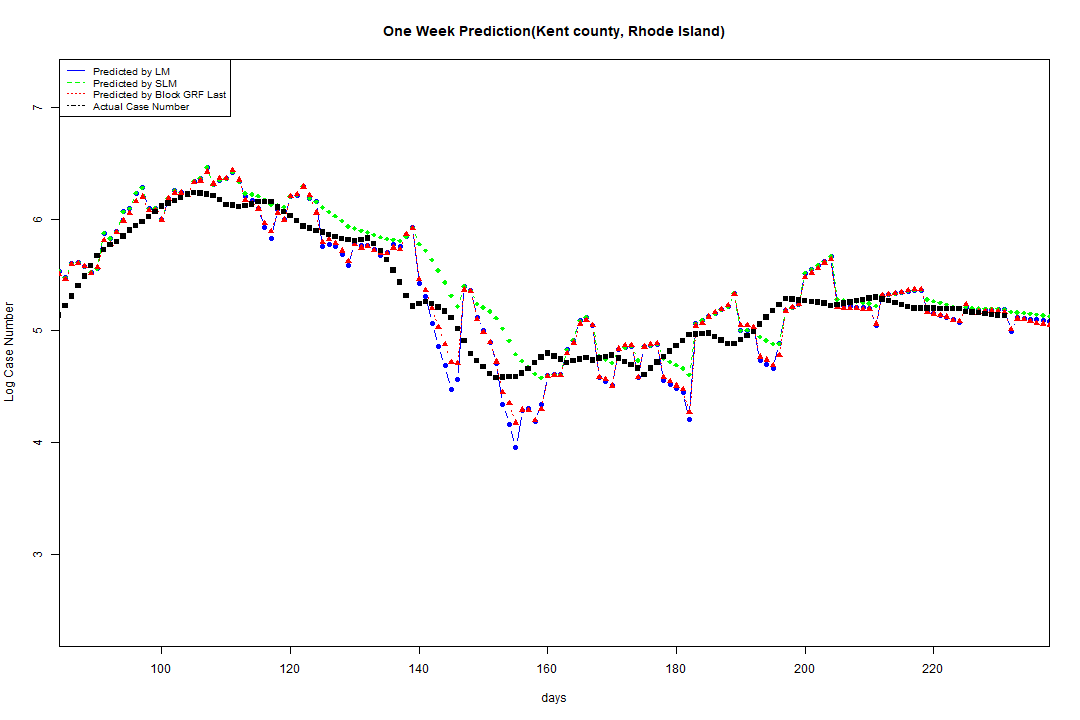 One Week Prediction(Kent county, Rhode Island)
Predicted by LM
Predicted by SLM
Predicted by Block GRF Last
Actual Case Number
7
6
5
4
3
Log Case Number
100 120 140 160 180 200 220
days